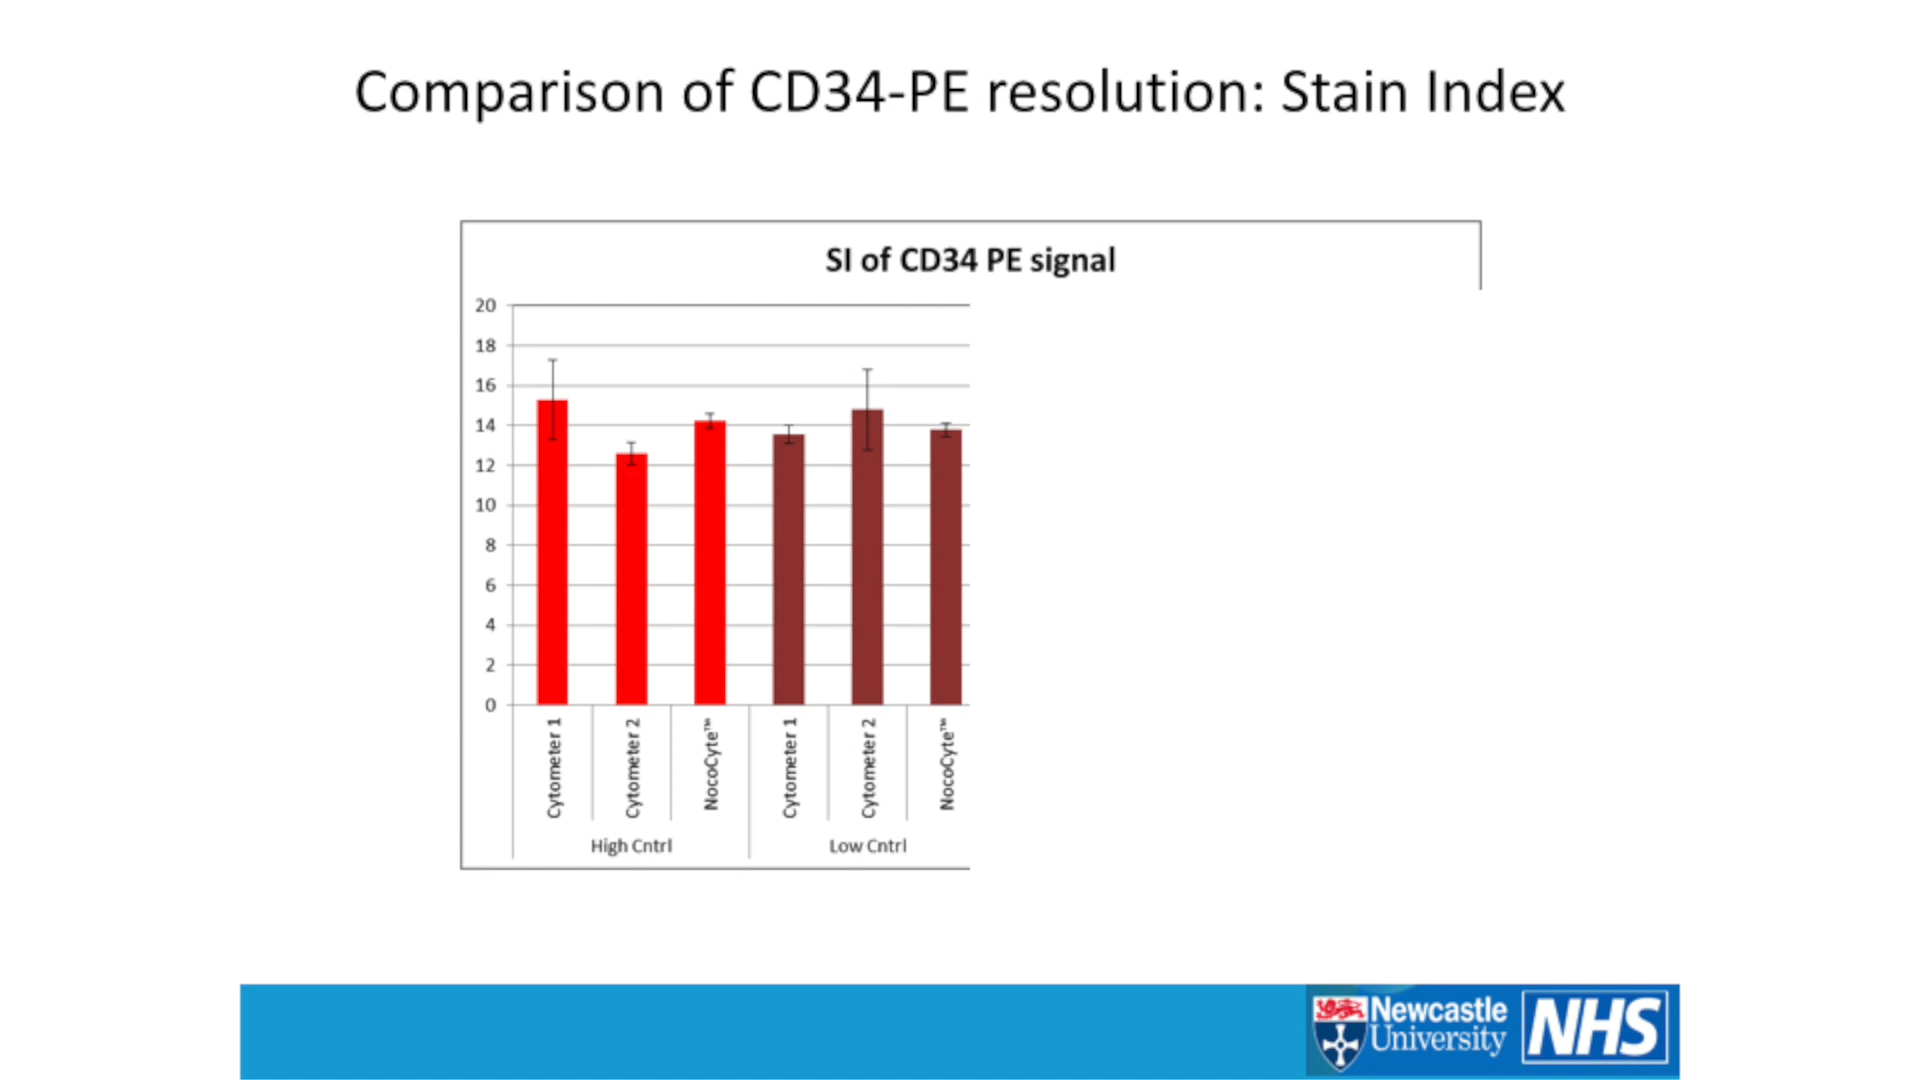 Comparison of CD34-PE resolution: Stain Index
SI of CD34 PE signal
20
18
16
14
12
10
8
6
4
2
0
Cytometer 1
Cytometer 2
NocoCyte™
Cytometer 1
Cytometer 2
NocoCyte™
High Cntrl
Low Cntrl
Newcastle
University
NHS